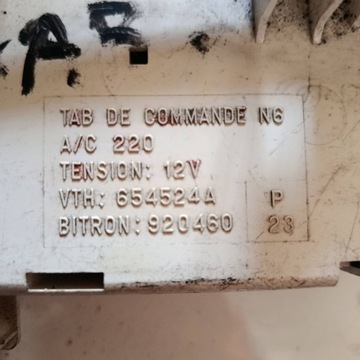 TAB DE COMMANDE N6
A/C 220
TENSION: 12V
VTH: 654524A P
BITRON: 920460 23